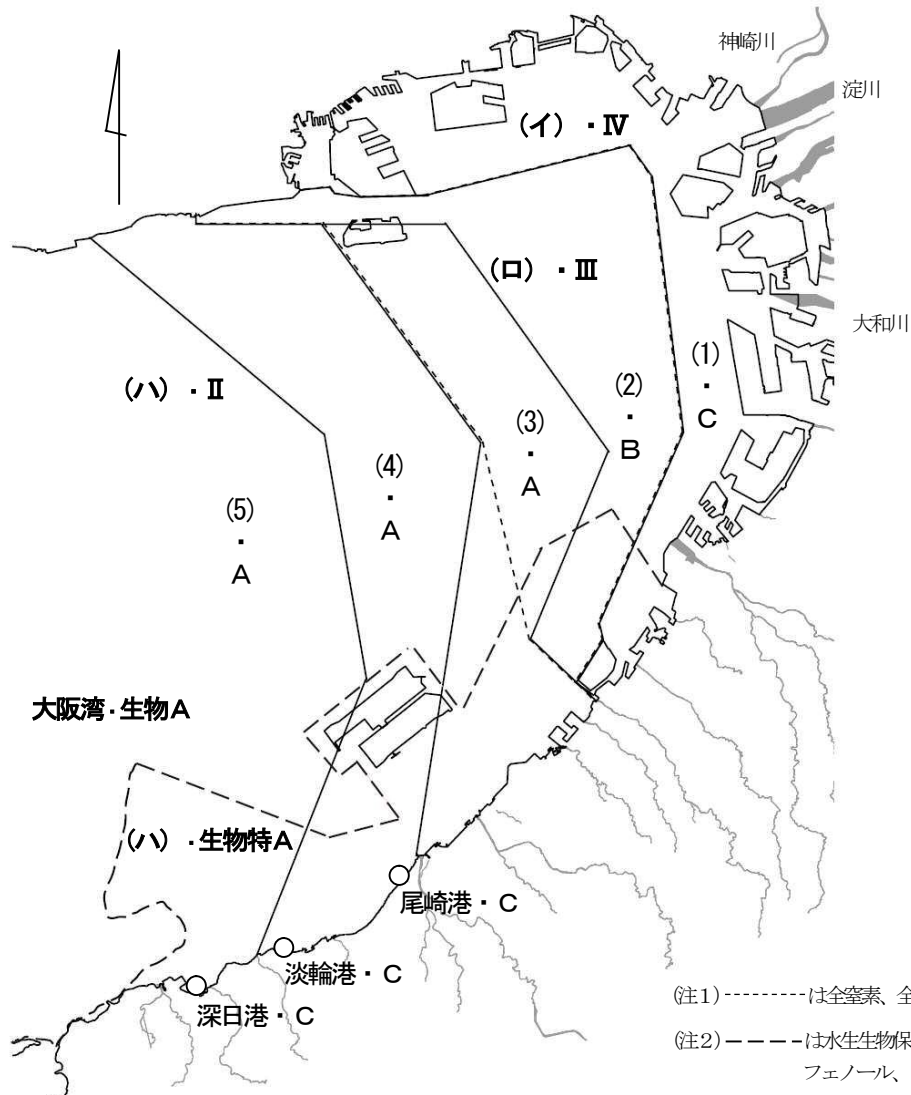 神崎川
淀川
(イ)・Ⅳ
(ロ)・Ⅲ
大和川
(1)
・
C
(2)
・
B
(ハ)・Ⅱ
(3)
・
A
(4)
・
A
(5)
・
A
大阪湾・生物A
(ハ)・生物特A
尾崎港・C
淡輪港・C
深日港・C
(注1)----------は全窒素、全
(注2)－－－－は水生生物保
フェノール、